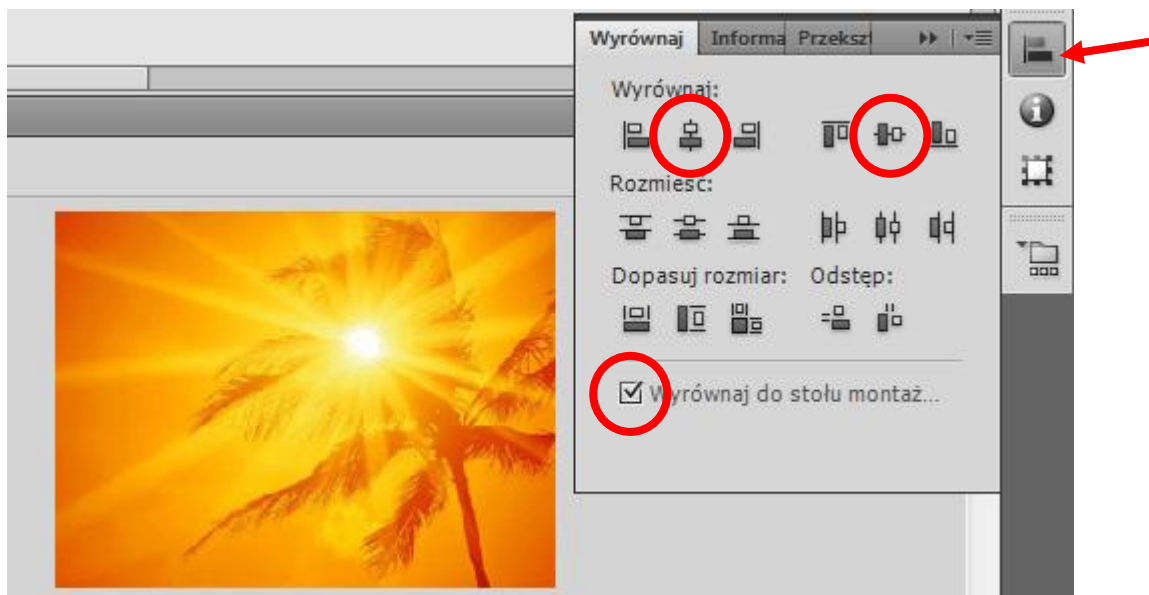 Wyrównaj Informa Przekszt
Wyrównaj:
Rozmieść:
Dopasuj rozmiar: Odstęp:
Wyrównaj do stołu montaż...